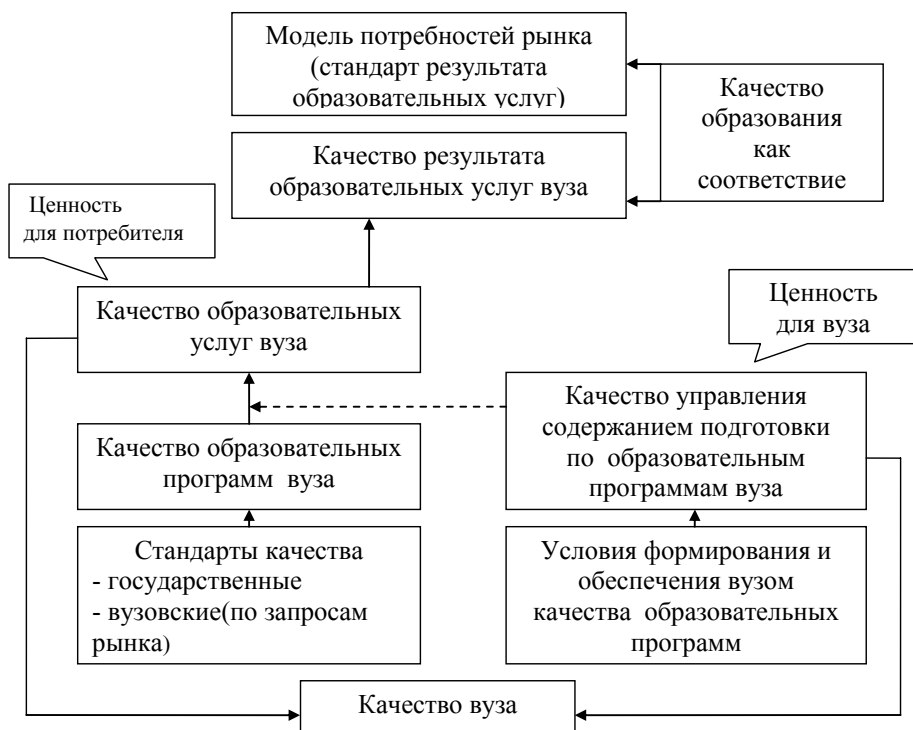 Модель потребностей рынка
(стандарт результата
образовательных услуг)
Качество
образования
как
соответствие
Качество результата
образовательных услуг вуза
Ценность
для потребителя
Ценность
для вуза
Качество образовательных
услуг вуза
Качество управления
содержанием подготовки
по образовательным
программам вуза
Качество образовательных
программ вуза
Стандарты качества
- государственные
- вузовские(по запросам
рынка)
Условия формирования и
обеспечения вузом
качества образовательных
программ
Качество вуза